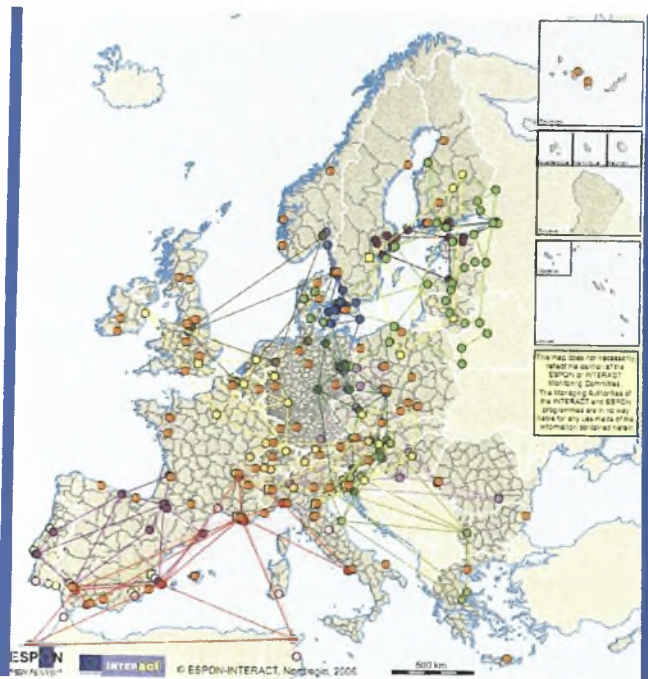 This map does not necessarily
reflect the opinion of the
ESPON or INTERACT
Monitoring Committee.
The Managing Authorities of
the INTERACT and ESPON
programmes are in no way
liable for any use made of the
information contained herein
ESPON
INTERact
© ESPON-INTERACT, Nordregio, 2006
500 km